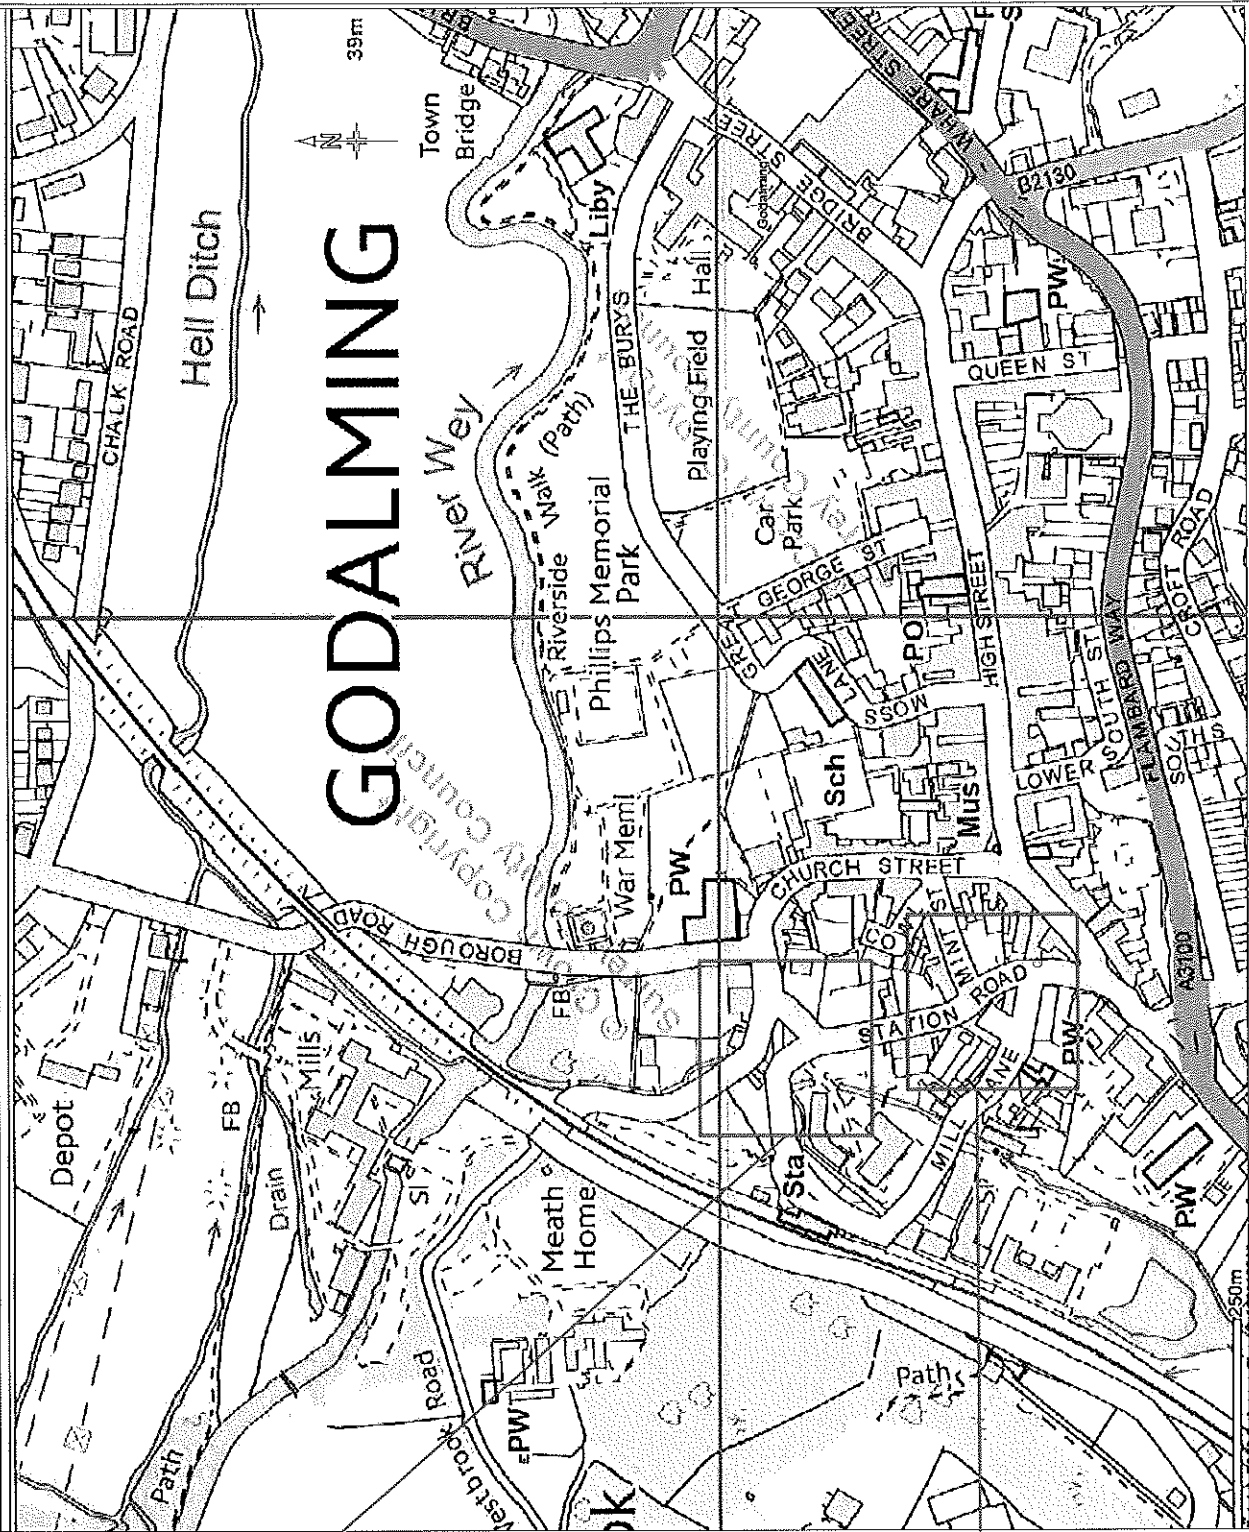 GODALMING
Hell Ditch
CHALK ROAD
39m
N
Town
Bridge
River Wey
Riverside Walk (Path)
Liby
THE BURYS
Hall
Playing Field
BRIDGE STREET
WHARF STREET
B2130
PW
QUEEN ST
Phillips Memorial
Park
Car
Park
GREAT GEORGE ST
HIGH STREET
PO
MOSS LANE
LOWER SOUTH ST
FLAMBARD WAY
CROFT ROAD
Sch
Mus
War Meml
PW
CHURCH STREET
MINT ST
STATION ROAD
MILL LANE
PW
A3100
BOROUGH ROAD
FB
Depot
FB
Mills
Drain
Sl
Meath
Home
Sta
PW
Path
Westbrook Road
PW
Path
250m
Copyright